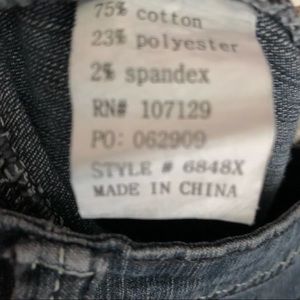 75% cotton
23% polyester
2% spandex
RN# 107129
PO: 062909
STYLE # 6848X
MADE IN CHINA